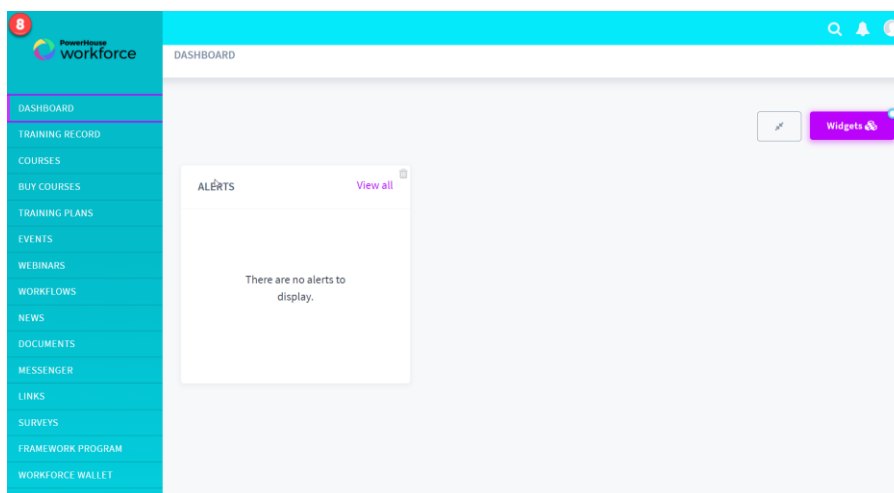 8
PowerHouse
workforce
DASHBOARD
DASHBOARD
TRAINING RECORD
COURSES
BUY COURSES
TRAINING PLANS
EVENTS
WEBINARS
WORKFLOWS
NEWS
DOCUMENTS
MESSENGER
LINKS
SURVEYS
FRAMEWORK PROGRAM
WORKFORCE WALLET
Widgets
ALERTS View all
There are no alerts to
display.